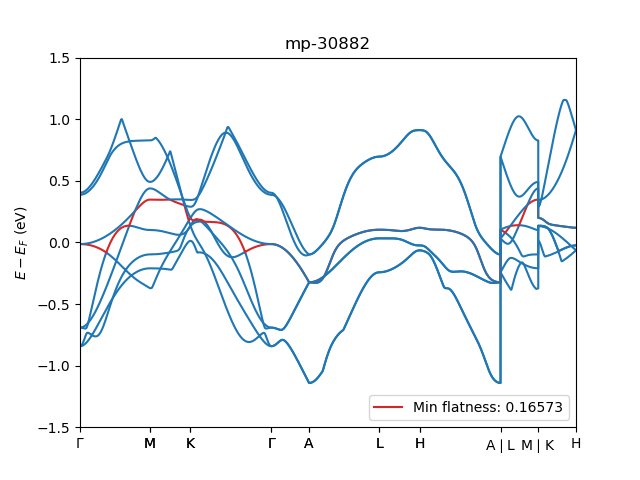 mp-30882
E − E_F (eV)
1.5
1.0
0.5
0.0
−0.5
−1.0
−1.5
Min flatness: 0.16573
Γ M K Γ A L H A | L M | K H